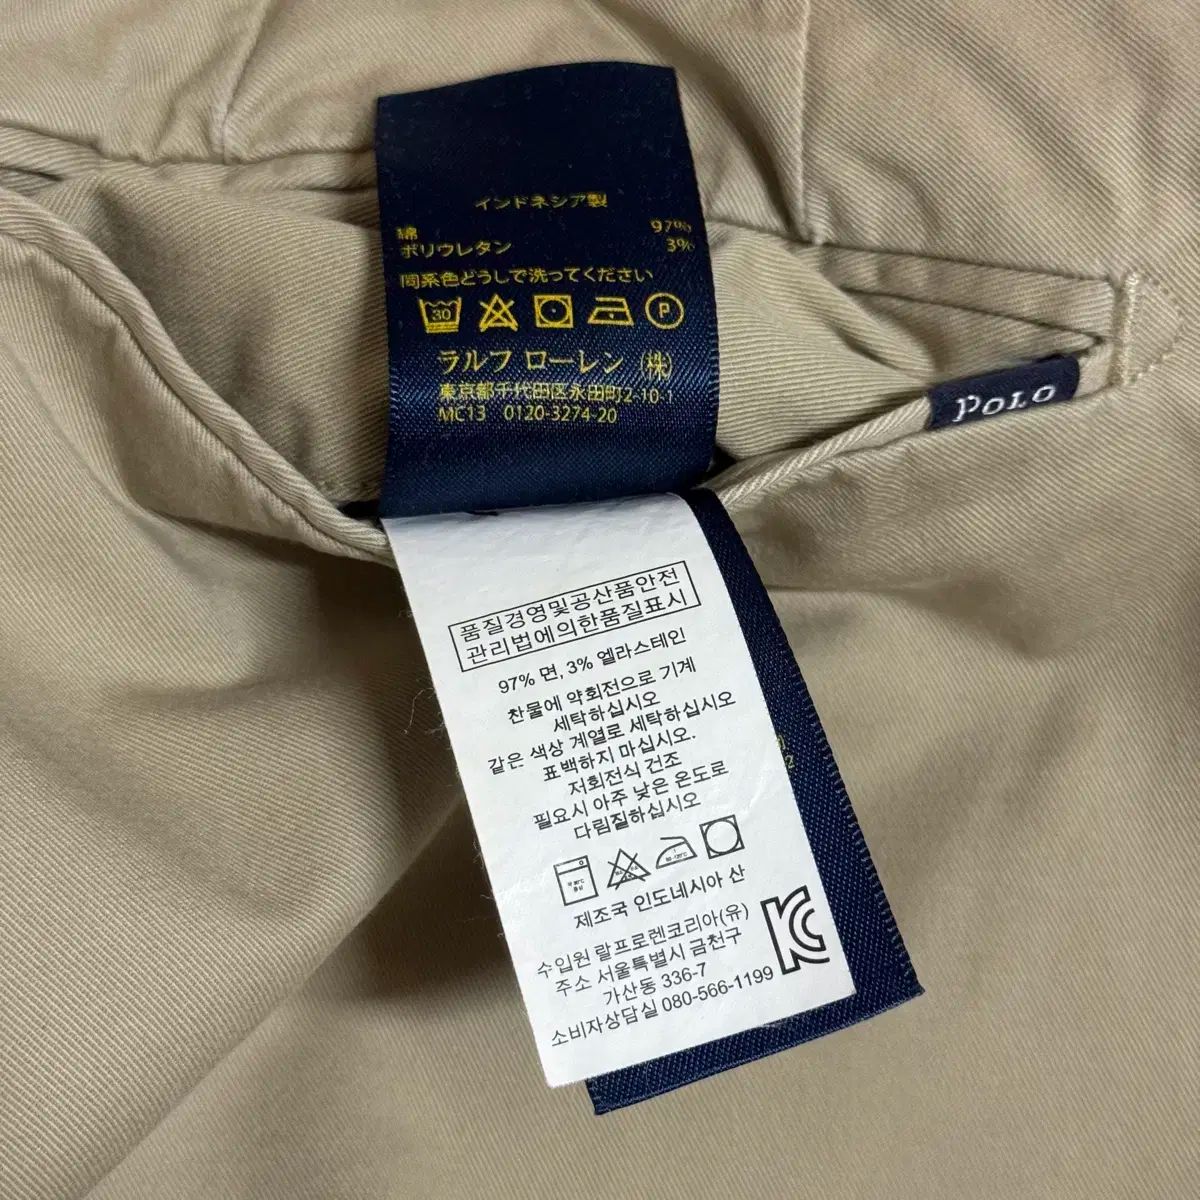 インドネシア製
綿 97%
ポリウレタン 3%
同系色どうしで洗ってください
30 P
ラルフ ローレン (株)
東京都千代田区永田町2-10-1
MC13 0120-3274-20
POLO
품질경영및공산품안전
관리법에의한품질표시
97% 면, 3% 엘라스테인
찬물에 약회전으로 기계
세탁하십시오
같은 색상 계열로 세탁하십시오
표백하지 마십시오.
저회전식 건조
필요시 아주 낮은 온도로
다림질하십시오
제조국 인도네시아 산
수입원 랄프로렌코리아(유)
주소 서울특별시 금천구
가산동 336-7
소비자상담실 080-566-1199